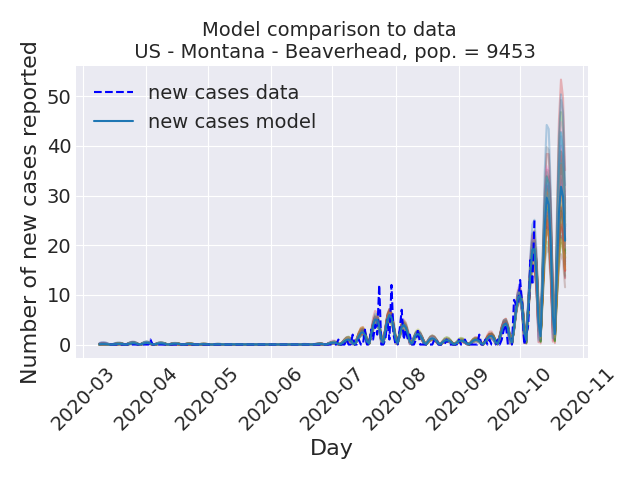 Model comparison to data
US - Montana - Beaverhead, pop. = 9453
Number of new cases reported
new cases data
new cases model
50
40
30
20
10
0
2020-03
2020-04
2020-05
2020-06
2020-07
2020-08
2020-09
2020-10
2020-11
Day